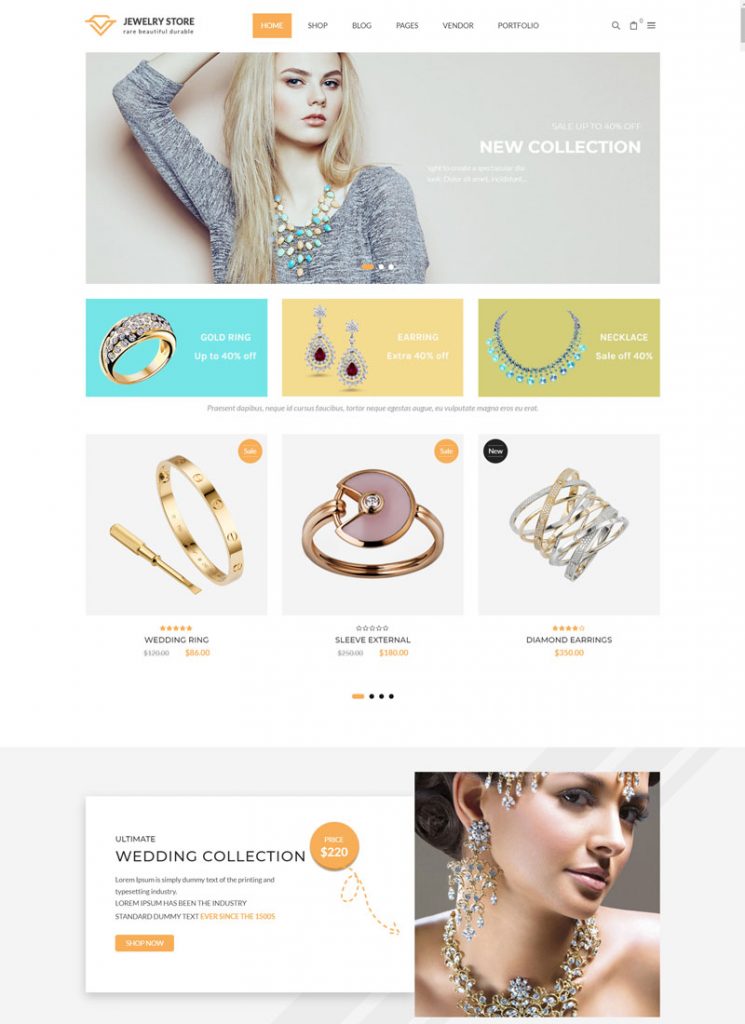 JEWELRY STORE
rare beautiful durable
HOME SHOP BLOG PAGES VENDOR PORTFOLIO
0
SALE UP TO 40% OFF
NEW COLLECTION
ight to create a spectacular dia
look. Dolor sit amet, incididunt...
GOLD RING
Up to 40% off
EARRING
Extra 40% off
NECKLACE
Sale off 40%
Praesent dapibus, neque id cursus faucibus, tortor neque egestas augue, eu vulputate magna eros eu erat.
Sale
Sale
New
WEDDING RING
$120.00 $86.00
SLEEVE EXTERNAL
$250.00 $180.00
DIAMOND EARRINGS
$350.00
ULTIMATE
WEDDING COLLECTION
PRICE
$220
Lorem Ipsum is simply dummy text of the printing and
typesetting industry.
LOREM IPSUM HAS BEEN THE INDUSTRY
STANDARD DUMMY TEXT EVER SINCE THE 1500S
SHOP NOW